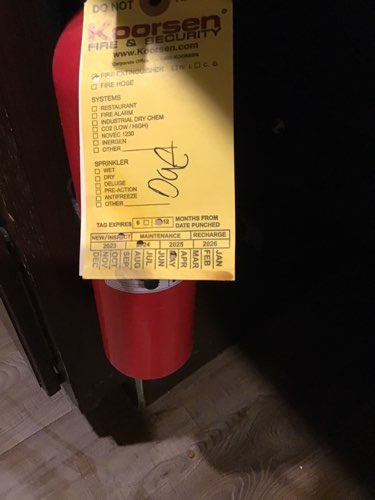 DO NOT
Koorsen
FIRE & SECURITY
www.Koorsen.com
FIRE EXTINGUISHER
FIRE HOSE
SYSTEMS
RESTAURANT
FIRE ALARM
INDUSTRIAL DRY CHEM
CO2 (LOW / HIGH)
NOVEC 1230
INERGEN
OTHER
SPRINKLER
WET
DRY
DELUGE
PRE-ACTION
ANTIFREEZE
OTHER
TAG EXPIRES 6 12 MONTHS FROM
DATE PUNCHED
NEW/INSPECT MAINTENANCE RECHARGE
2023 2024 2025 2026
DEC NOV OCT SEP AUG JUL JUN MAY APR MAR FEB JAN